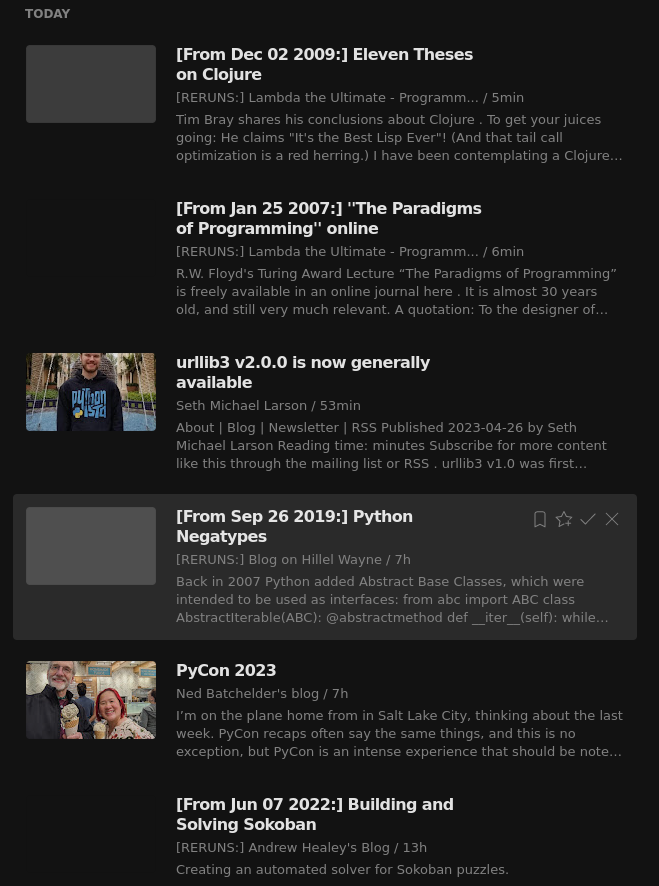 TODAY
[From Dec 02 2009:] Eleven Theses
on Clojure
[RERUNS:] Lambda the Ultimate - Programm... / 5min
Tim Bray shares his conclusions about Clojure . To get your juices
going: He claims "It's the Best Lisp Ever"! (And that tail call
optimization is a red herring.) I have been contemplating a Clojure...
[From Jan 25 2007:] ''The Paradigms
of Programming'' online
[RERUNS:] Lambda the Ultimate - Programm... / 6min
R.W. Floyd's Turing Award Lecture “The Paradigms of Programming”
is freely available in an online journal here . It is almost 30 years
old, and still very much relevant. A quotation: To the designer of...
python
ista
urllib3 v2.0.0 is now generally
available
Seth Michael Larson / 53min
About | Blog | Newsletter | RSS Published 2023-04-26 by Seth
Michael Larson Reading time: minutes Subscribe for more content
like this through the mailing list or RSS . urllib3 v1.0 was first...
[From Sep 26 2019:] Python
Negatypes
[RERUNS:] Blog on Hillel Wayne / 7h
Back in 2007 Python added Abstract Base Classes, which were
intended to be used as interfaces: from abc import ABC class
AbstractIterable(ABC): @abstractmethod def __iter__(self): while...
PyCon 2023
Ned Batchelder's blog / 7h
I’m on the plane home from in Salt Lake City, thinking about the last
week. PyCon recaps often say the same things, and this is no
exception, but PyCon is an intense experience that should be note...
[From Jun 07 2022:] Building and
Solving Sokoban
[RERUNS:] Andrew Healey's Blog / 13h
Creating an automated solver for Sokoban puzzles.